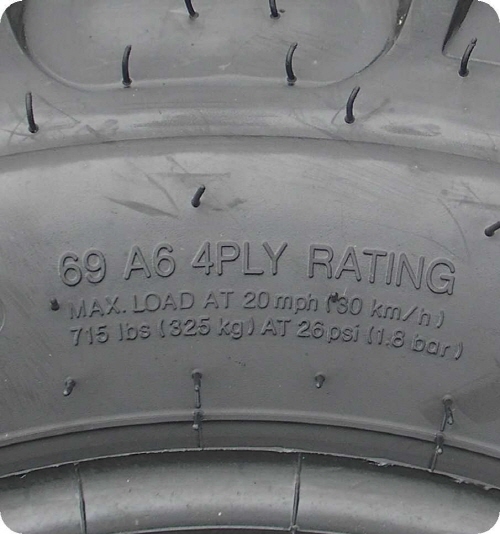 69 A6 4PLY RATING
MAX. LOAD AT 20 mph (30 km/h)
715 lbs (325 kg) AT 26 psi (1.8 bar)